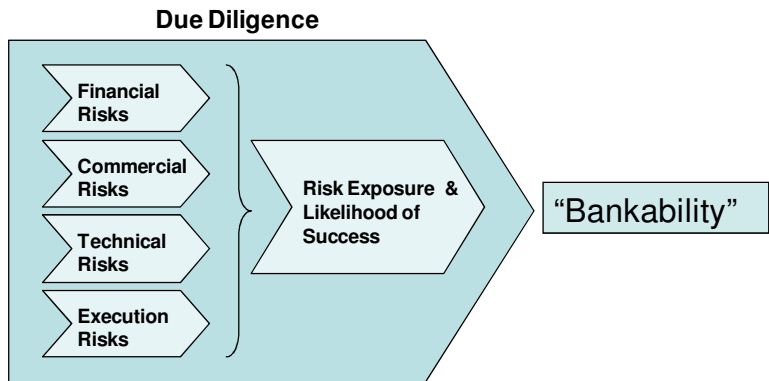 Due Diligence
Financial
Risks
Commercial
Risks
Technical
Risks
Execution
Risks
Risk Exposure &
Likelihood of
Success
“Bankability”